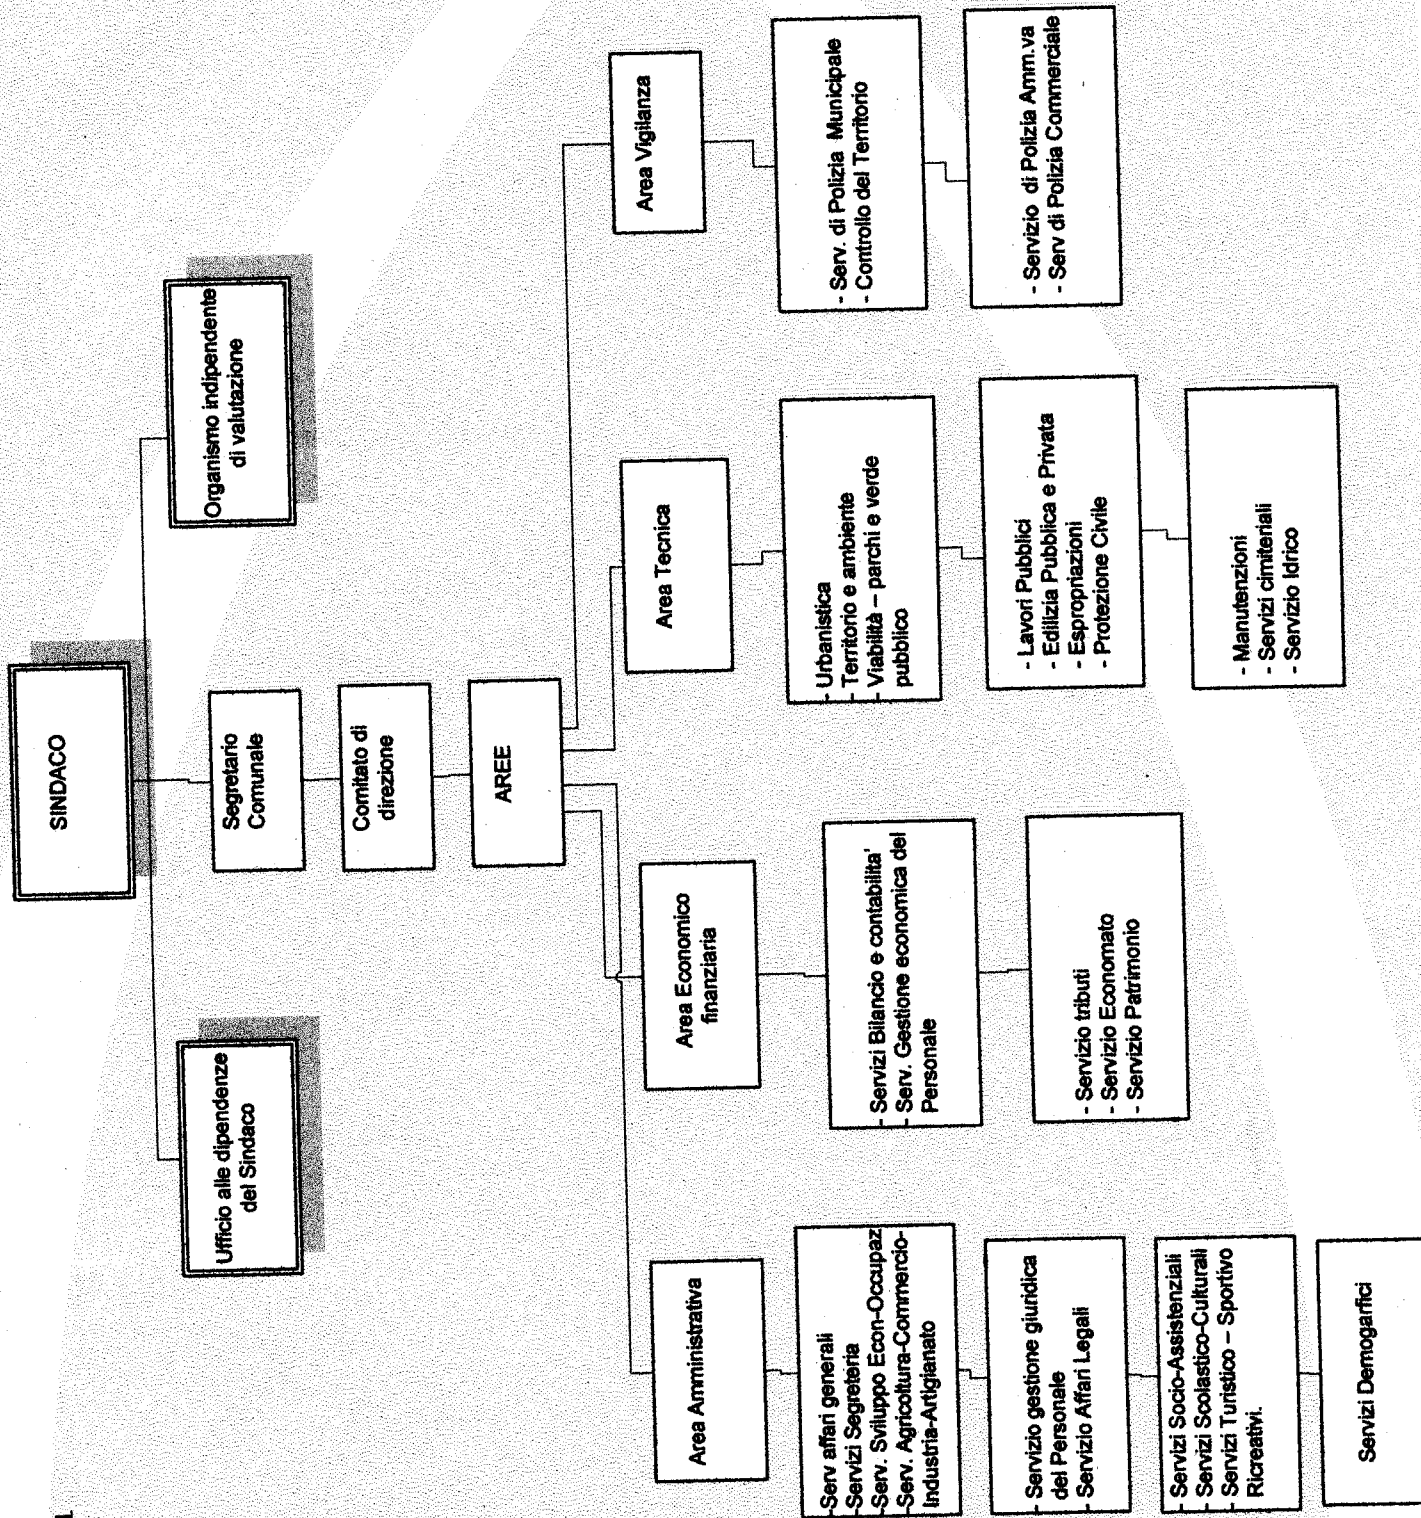 SINDACO
Ufficio alle dipendenze
del Sindaco
Organismo indipendente
di valutazione
Segretario
Comunale
Comitato di
direzione
AREE
Area Amministrativa
Area Economico
finanziaria
Area Tecnica
Area Vigilanza
-Serv affari generali
-Servizi Segreteria
-Serv. Sviluppo Econ-Occupaz
-Serv. Agricoltura-Commercio-
Industria-Artigianato
- Servizio gestione giuridica
del Personale
- Servizio Affari Legali
- Servizi Socio-Assistenziali
- Servizi Scolastico-Culturali
- Servizi Turistico – Sportivo
Ricreativi.
Servizi Demogarfici
- Servizi Bilancio e contabilita'
- Serv. Gestione economica del
Personale
- Servizio tributi
- Servizio Economato
- Servizio Patrimonio
- Urbanistica
- Territorio e ambiente
- Viabilità – parchi e verde
pubblico
- Lavori Pubblici
- Edilizia Pubblica e Privata
- Espropriazioni
- Protezione Civile
- Manutenzioni
- Servizi cimiteriali
- Servizio Idrico
- Serv. di Polizia Municipale
- Controllo del Territorio
- Servizio di Polizia Amm.va
- Serv di Polizia Commerciale